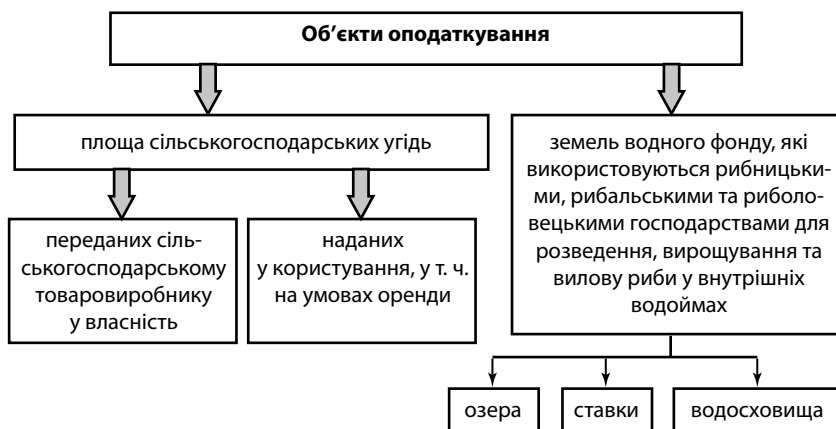 Об’єкти оподаткування
площа сільськогосподарських угідь
переданих сіль-
ськогосподарському
товаровиробнику
у власність
наданих
у користування, у т. ч.
на умовах оренди
земель водного фонду, які
використовуються рибницьки-
ми, рибальськими та риболо-
вецькими господарствами для
розведення, вирощування та
вилову риби у внутрішніх
водоймах
озера
ставки
водосховища